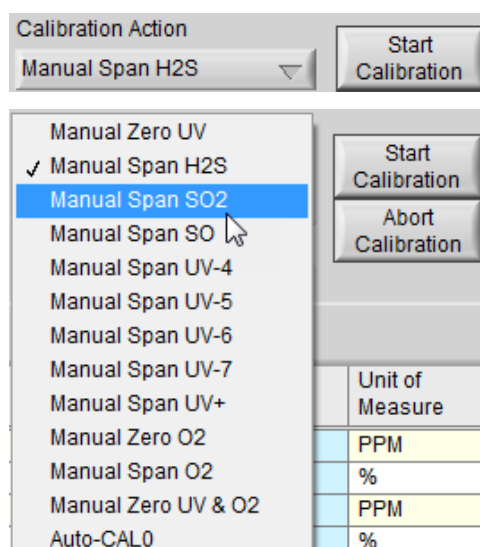 Calibration Action
Manual Span H2S
Start
Calibration
Manual Zero UV
Manual Span H2S
Manual Span SO2
Manual Span SO
Manual Span UV-4
Manual Span UV-5
Manual Span UV-6
Manual Span UV-7
Manual Span UV+
Manual Zero O2
Manual Span O2
Manual Zero UV & O2
Auto-CAL0
Start
Calibration
Abort
Calibration
Unit of
Measure
PPM
%
PPM
%